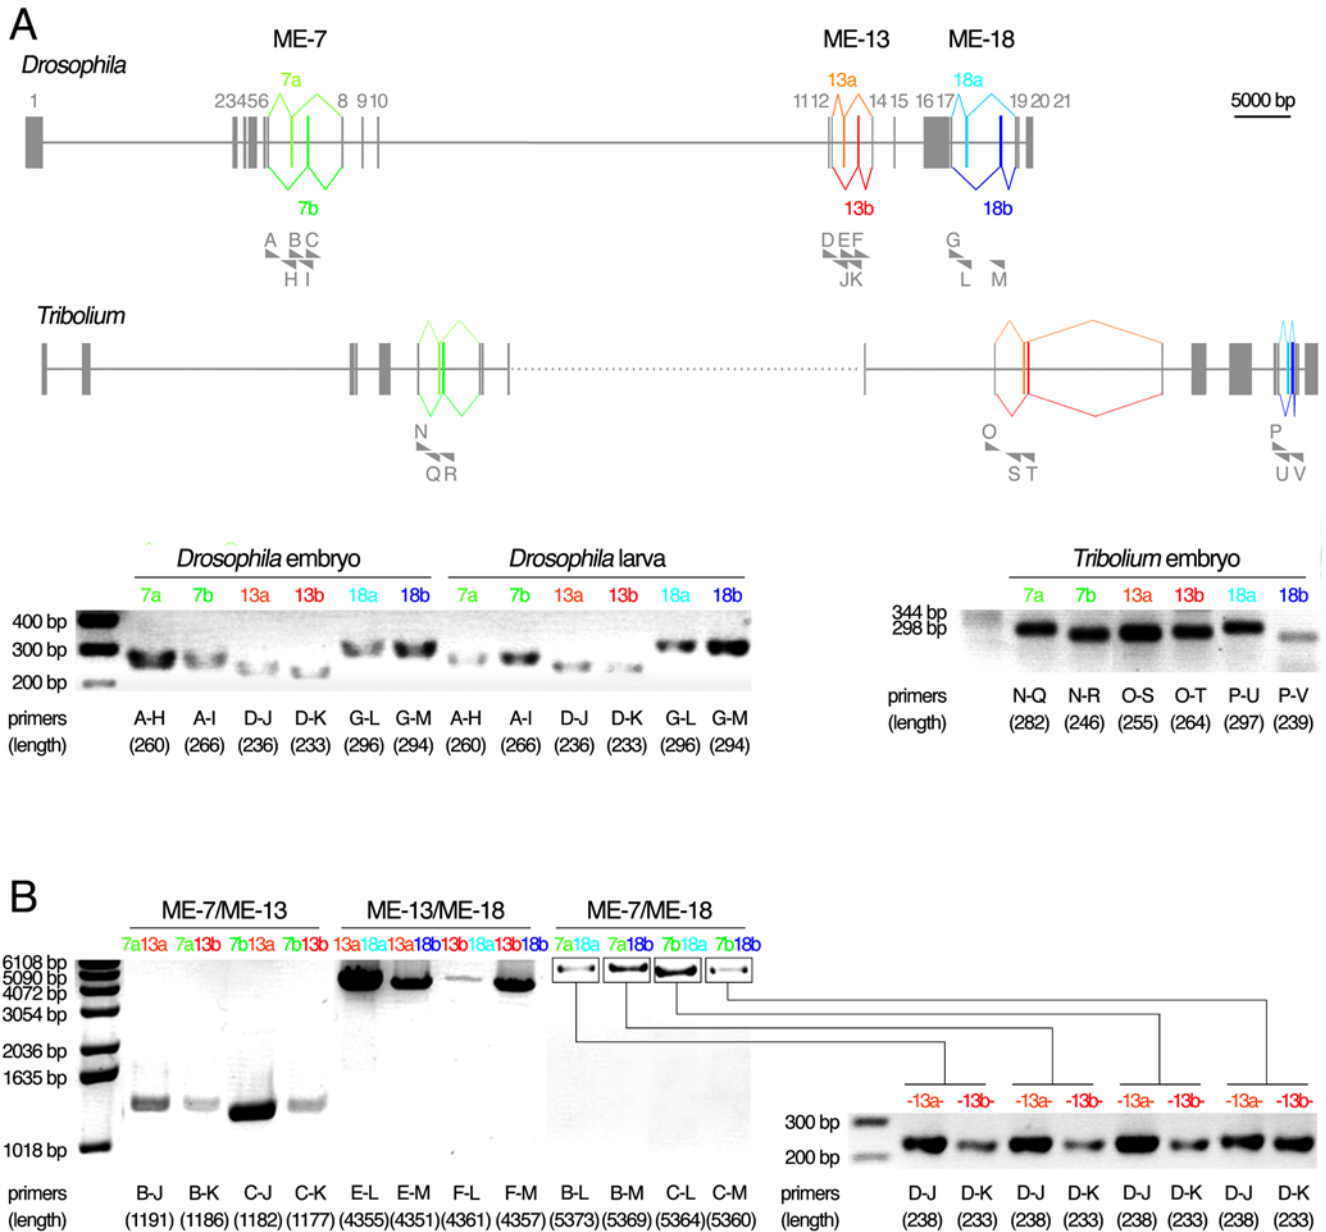 A
ME-7 ME-13 ME-18
Drosophila
7a 13a 18a
1 23456 8 9 10 1112 14 15 16 17 19 20 21
5000 bp
7b 13b 18b
A B C D E F G
H I J K L M
Tribolium
N O P
Q R S T U V
Drosophila embryo Drosophila larva Tribolium embryo
7a 7b 13a 13b 18a 18b 7a 7b 13a 13b 18a 18b 7a 7b 13a 13b 18a 18b
400 bp 344 bp
300 bp 298 bp
200 bp
primers A-H A-I D-J D-K G-L G-M A-H A-I D-J D-K G-L G-M primers N-Q N-R O-S O-T P-U P-V
(length) (260) (266) (236) (233) (296) (294) (260) (266) (236) (233) (296) (294) (length) (282) (246) (255) (264) (297) (239)
B
ME-7/ME-13 ME-13/ME-18 ME-7/ME-18
7a13a 7a13b 7b13a 7b13b 13a18a 13a18b 13b18a 13b18b 7a18a 7a18b 7b18a 7b18b
6108 bp
5090 bp
4072 bp
3054 bp
2036 bp
1635 bp
1018 bp
-13a- -13b- -13a- -13b- -13a- -13b- -13a- -13b-
300 bp
200 bp
primers B-J B-K C-J C-K E-L E-M F-L F-M B-L B-M C-L C-M primers D-J D-K D-J D-K D-J D-K D-J D-K
(length) (1191) (1186) (1182) (1177) (4355) (4351) (4361) (4357) (5373) (5369) (5364) (5360) (length) (238) (233) (238) (233) (238) (233) (238) (233)